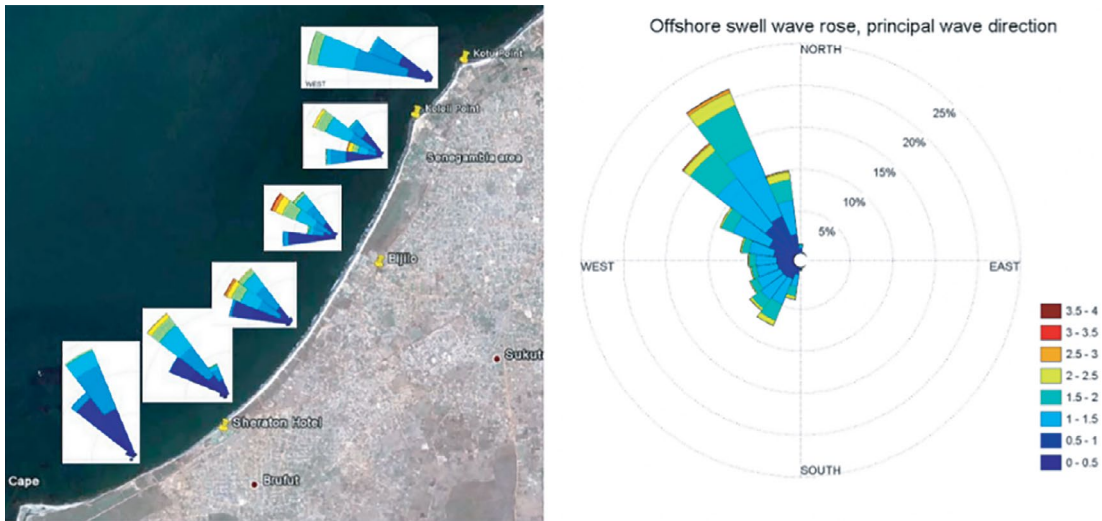 WEST
Kotu Point
Kololi Point
Senegambia area
Bijilo
Sukut
Sheraton Hotel
Brufut
Cape
Offshore swell wave rose, principal wave direction
NORTH
25%
20%
15%
10%
5%
WEST
EAST
SOUTH
3.5 - 4
3 - 3.5
2.5 - 3
2 - 2.5
1.5 - 2
1 - 1.5
0.5 - 1
0 - 0.5